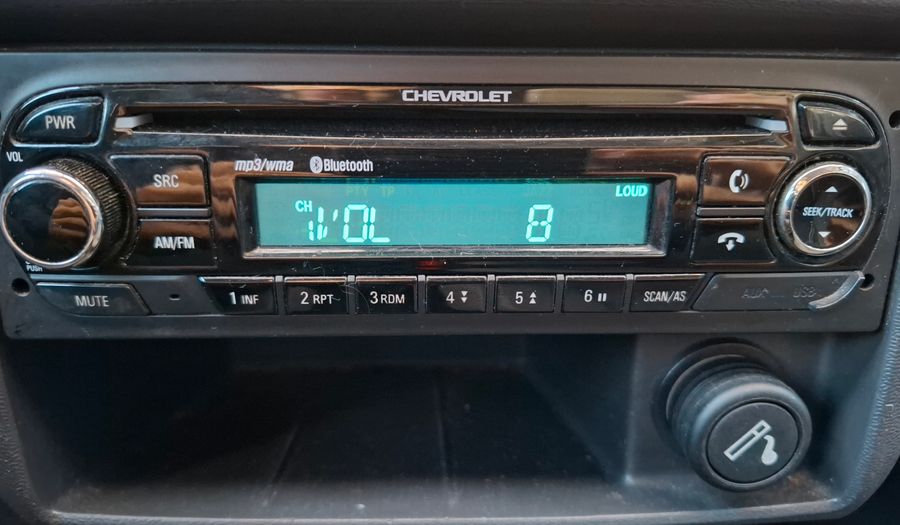 CHEVROLET
PWR
VOL
mp3/wma Bluetooth
SRC
LOUD
CH
VOL 8
AM/FM
SEEK/TRACK
PUSH
MUTE
1 INF 2 RPT 3 RDM 4 5 6 SCAN/AS
AUX USB